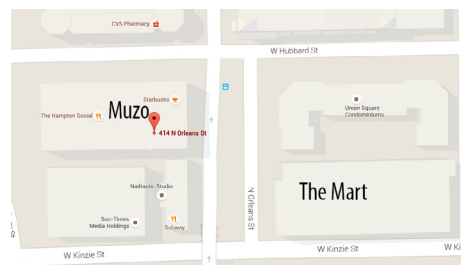 CVS Pharmacy
W Hubbard St
Starbucks
The Hampton Social
Muzo
414 N Orleans St
Union Square
Condominiums
Nailtastic Studio
N Orleans St
The Mart
Sun-Times
Media Holdings
Subway
W Kinzie St
W Kinzie St
W Ki